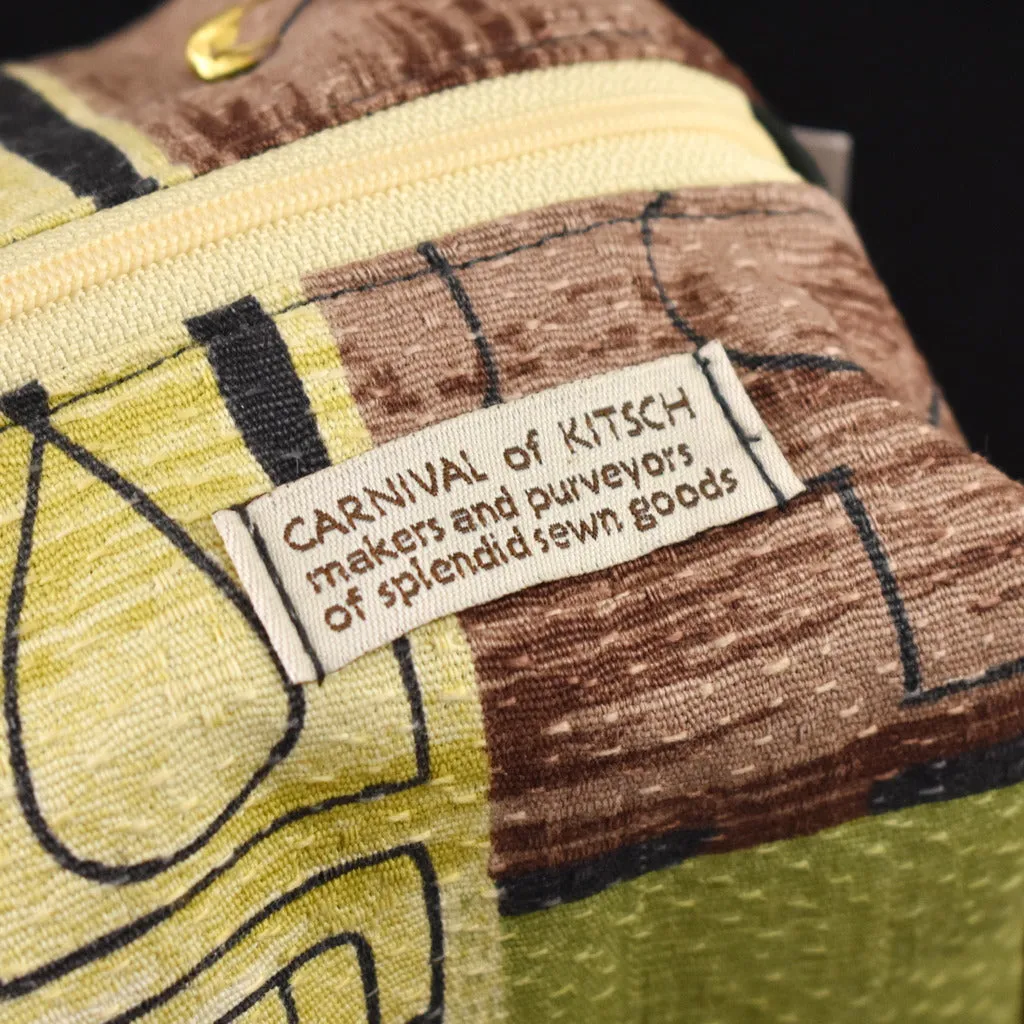 CARNIVAL of KITSCH
makers and purveyors
of splendid sewn goods